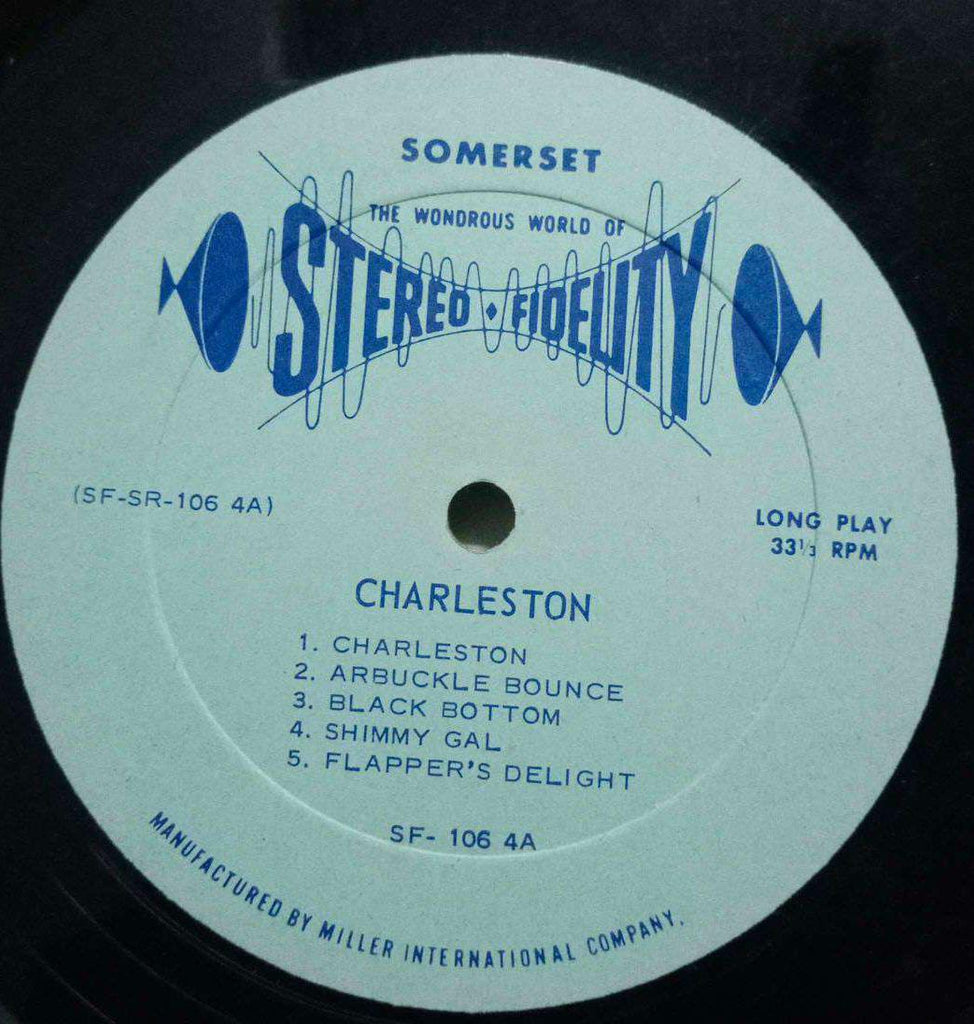 SOMERSET
THE WONDROUS WORLD OF
STEREO ♦ FIDELITY
(SF-SR-106 4A)
LONG PLAY
33⅓ RPM
CHARLESTON
1. CHARLESTON
2. ARBUCKLE BOUNCE
3. BLACK BOTTOM
4. SHIMMY GAL
5. FLAPPER'S DELIGHT
SF- 106 4A
MANUFACTURED BY MILLER INTERNATIONAL COMPANY.